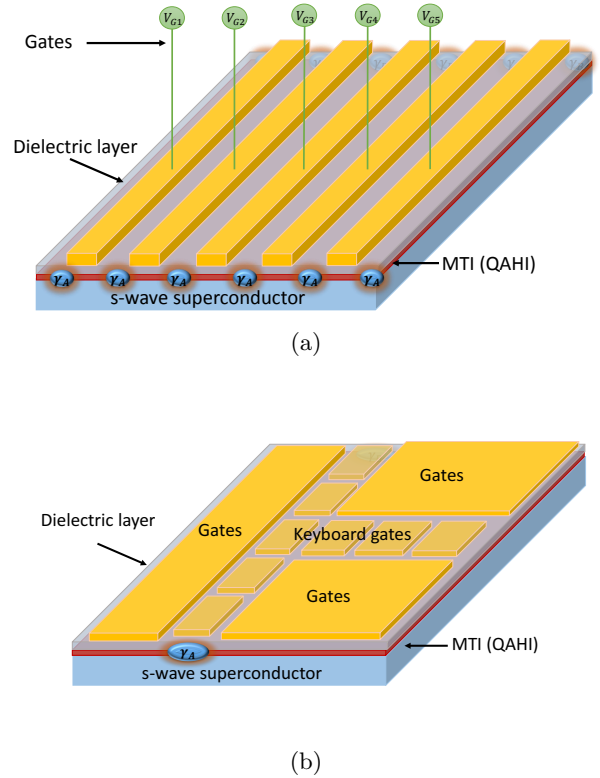 V_G1 V_G2 V_G3 V_G4 V_G5
Gates
Dielectric layer
MTI (QAHI)
γ_A γ_A γ_A γ_A γ_A γ_A
s-wave superconductor
(a)
Gates
Keyboard gates
Gates
Dielectric layer
Gates
MTI (QAHI)
γ_A
s-wave superconductor
(b)